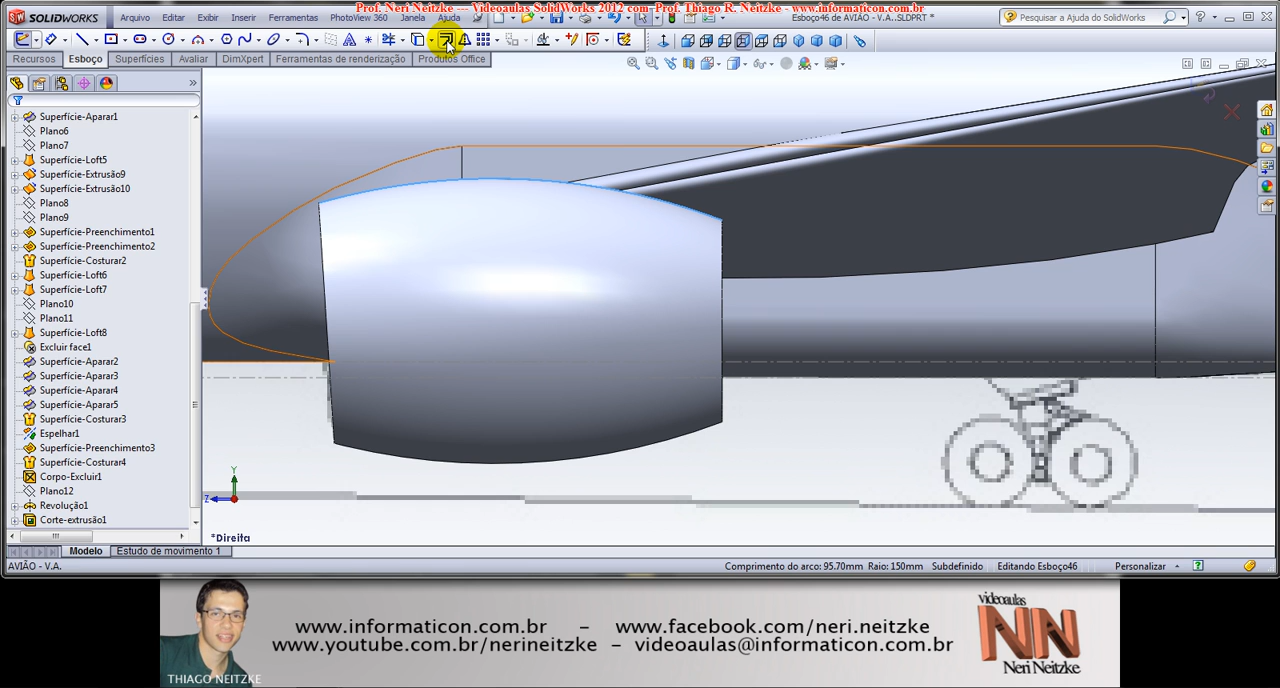 Prof. Neri Neitzke --- Videoaulas SolidWorks 2012 com Prof. Thiago R. Neitzke - www.informaticon.com.br
SOLIDWORKS
Arquivo Editar Exibir Inserir Ferramentas PhotoView 360 Janela Ajuda
Esboço46 de AVIÃO - V.A..SLDPRT *
Pesquisar a Ajuda do SolidWorks
Recursos Esboço Superfícies Avaliar DimXpert Ferramentas de renderização Produtos Office
Superfície-Aparar1
Plano6
Plano7
Superfície-Loft5
Superfície-Extrusão9
Superfície-Extrusão10
Plano8
Plano9
Superfície-Preenchimento1
Superfície-Preenchimento2
Superfície-Costurar2
Superfície-Loft6
Superfície-Loft7
Plano10
Plano11
Superfície-Loft8
Excluir face1
Superfície-Aparar2
Superfície-Aparar3
Superfície-Aparar4
Superfície-Aparar5
Superfície-Costurar3
Espelhar1
Superfície-Preenchimento3
Superfície-Costurar4
Corpo-Excluir1
Plano12
Revolução1
Corte-extrusão1
Y
Z
*Direita
Modelo Estudo de movimento 1
AVIÃO - V.A. Comprimento do arco: 95.70mm Raio: 150mm Subdefinido Editando Esboço46 Personalizar
www.informaticon.com.br - www.facebook.com/neri.neitzke
www.youtube.com.br/nerineitzke - videoaulas@informaticon.com.br
THIAGO NEITZKE
videoaulas
NN
Neri Neitzke